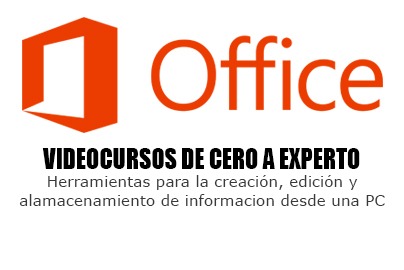 Office
VIDEOCURSOS DE CERO A EXPERTO
Herramientas para la creación, edición y
alamacenamiento de informacion desde una PC